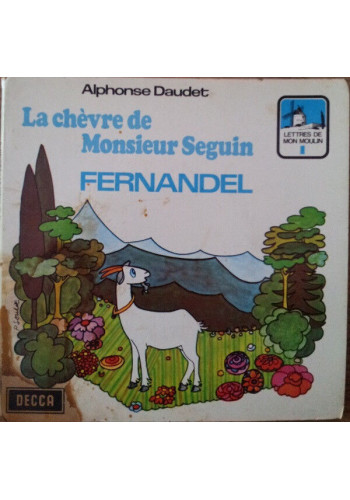 Alphonse Daudet
La chèvre de
Monsieur Seguin
FERNANDEL
LETTRES DE
MON MOULIN
1
DECCA